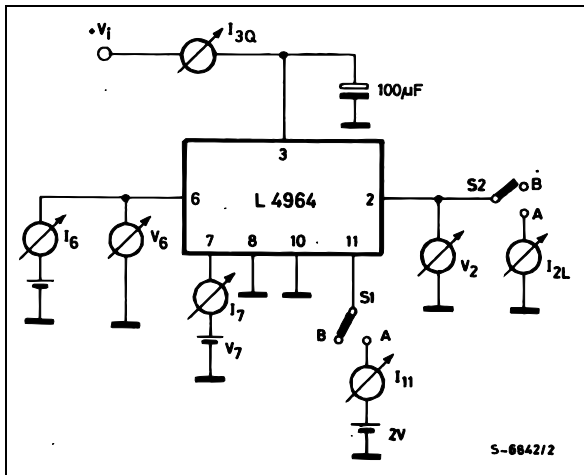 +Vi
I3Q
100µF
3
6
L 4964
2
S2
B
A
I6
V6
7
8
10
11
V2
I2L
I7
S1
B
A
V7
I11
2V
S-6642/2